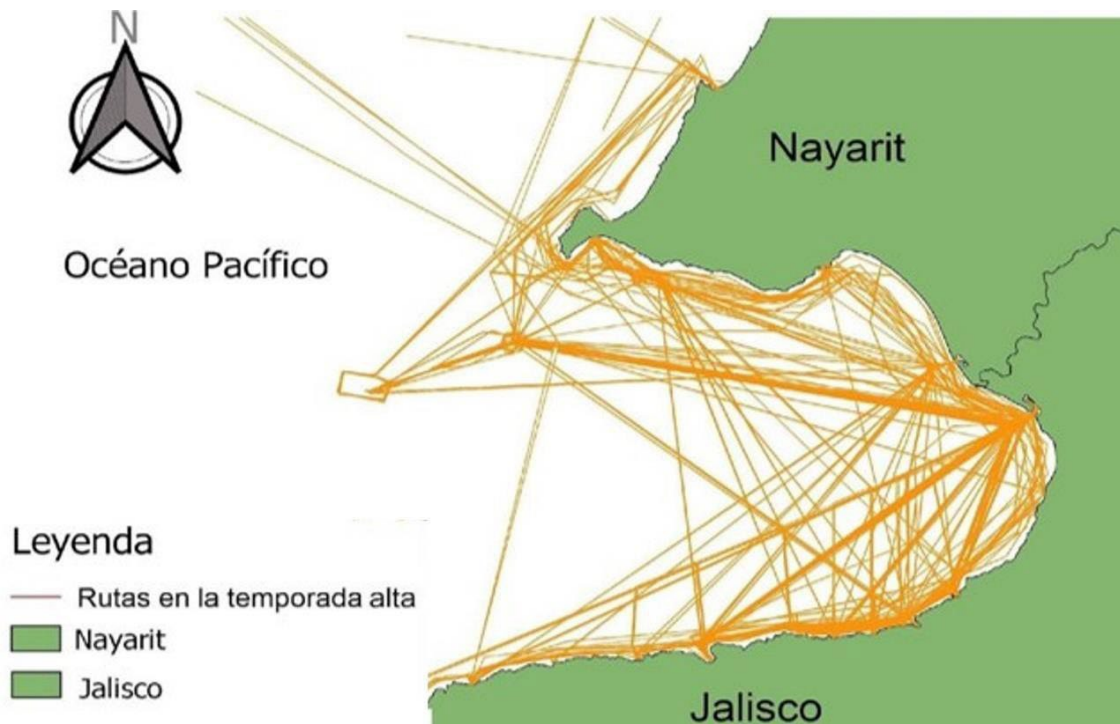 N
Nayarit
Océano Pacífico
Leyenda
Rutas en la temporada alta
Nayarit
Jalisco
Jalisco